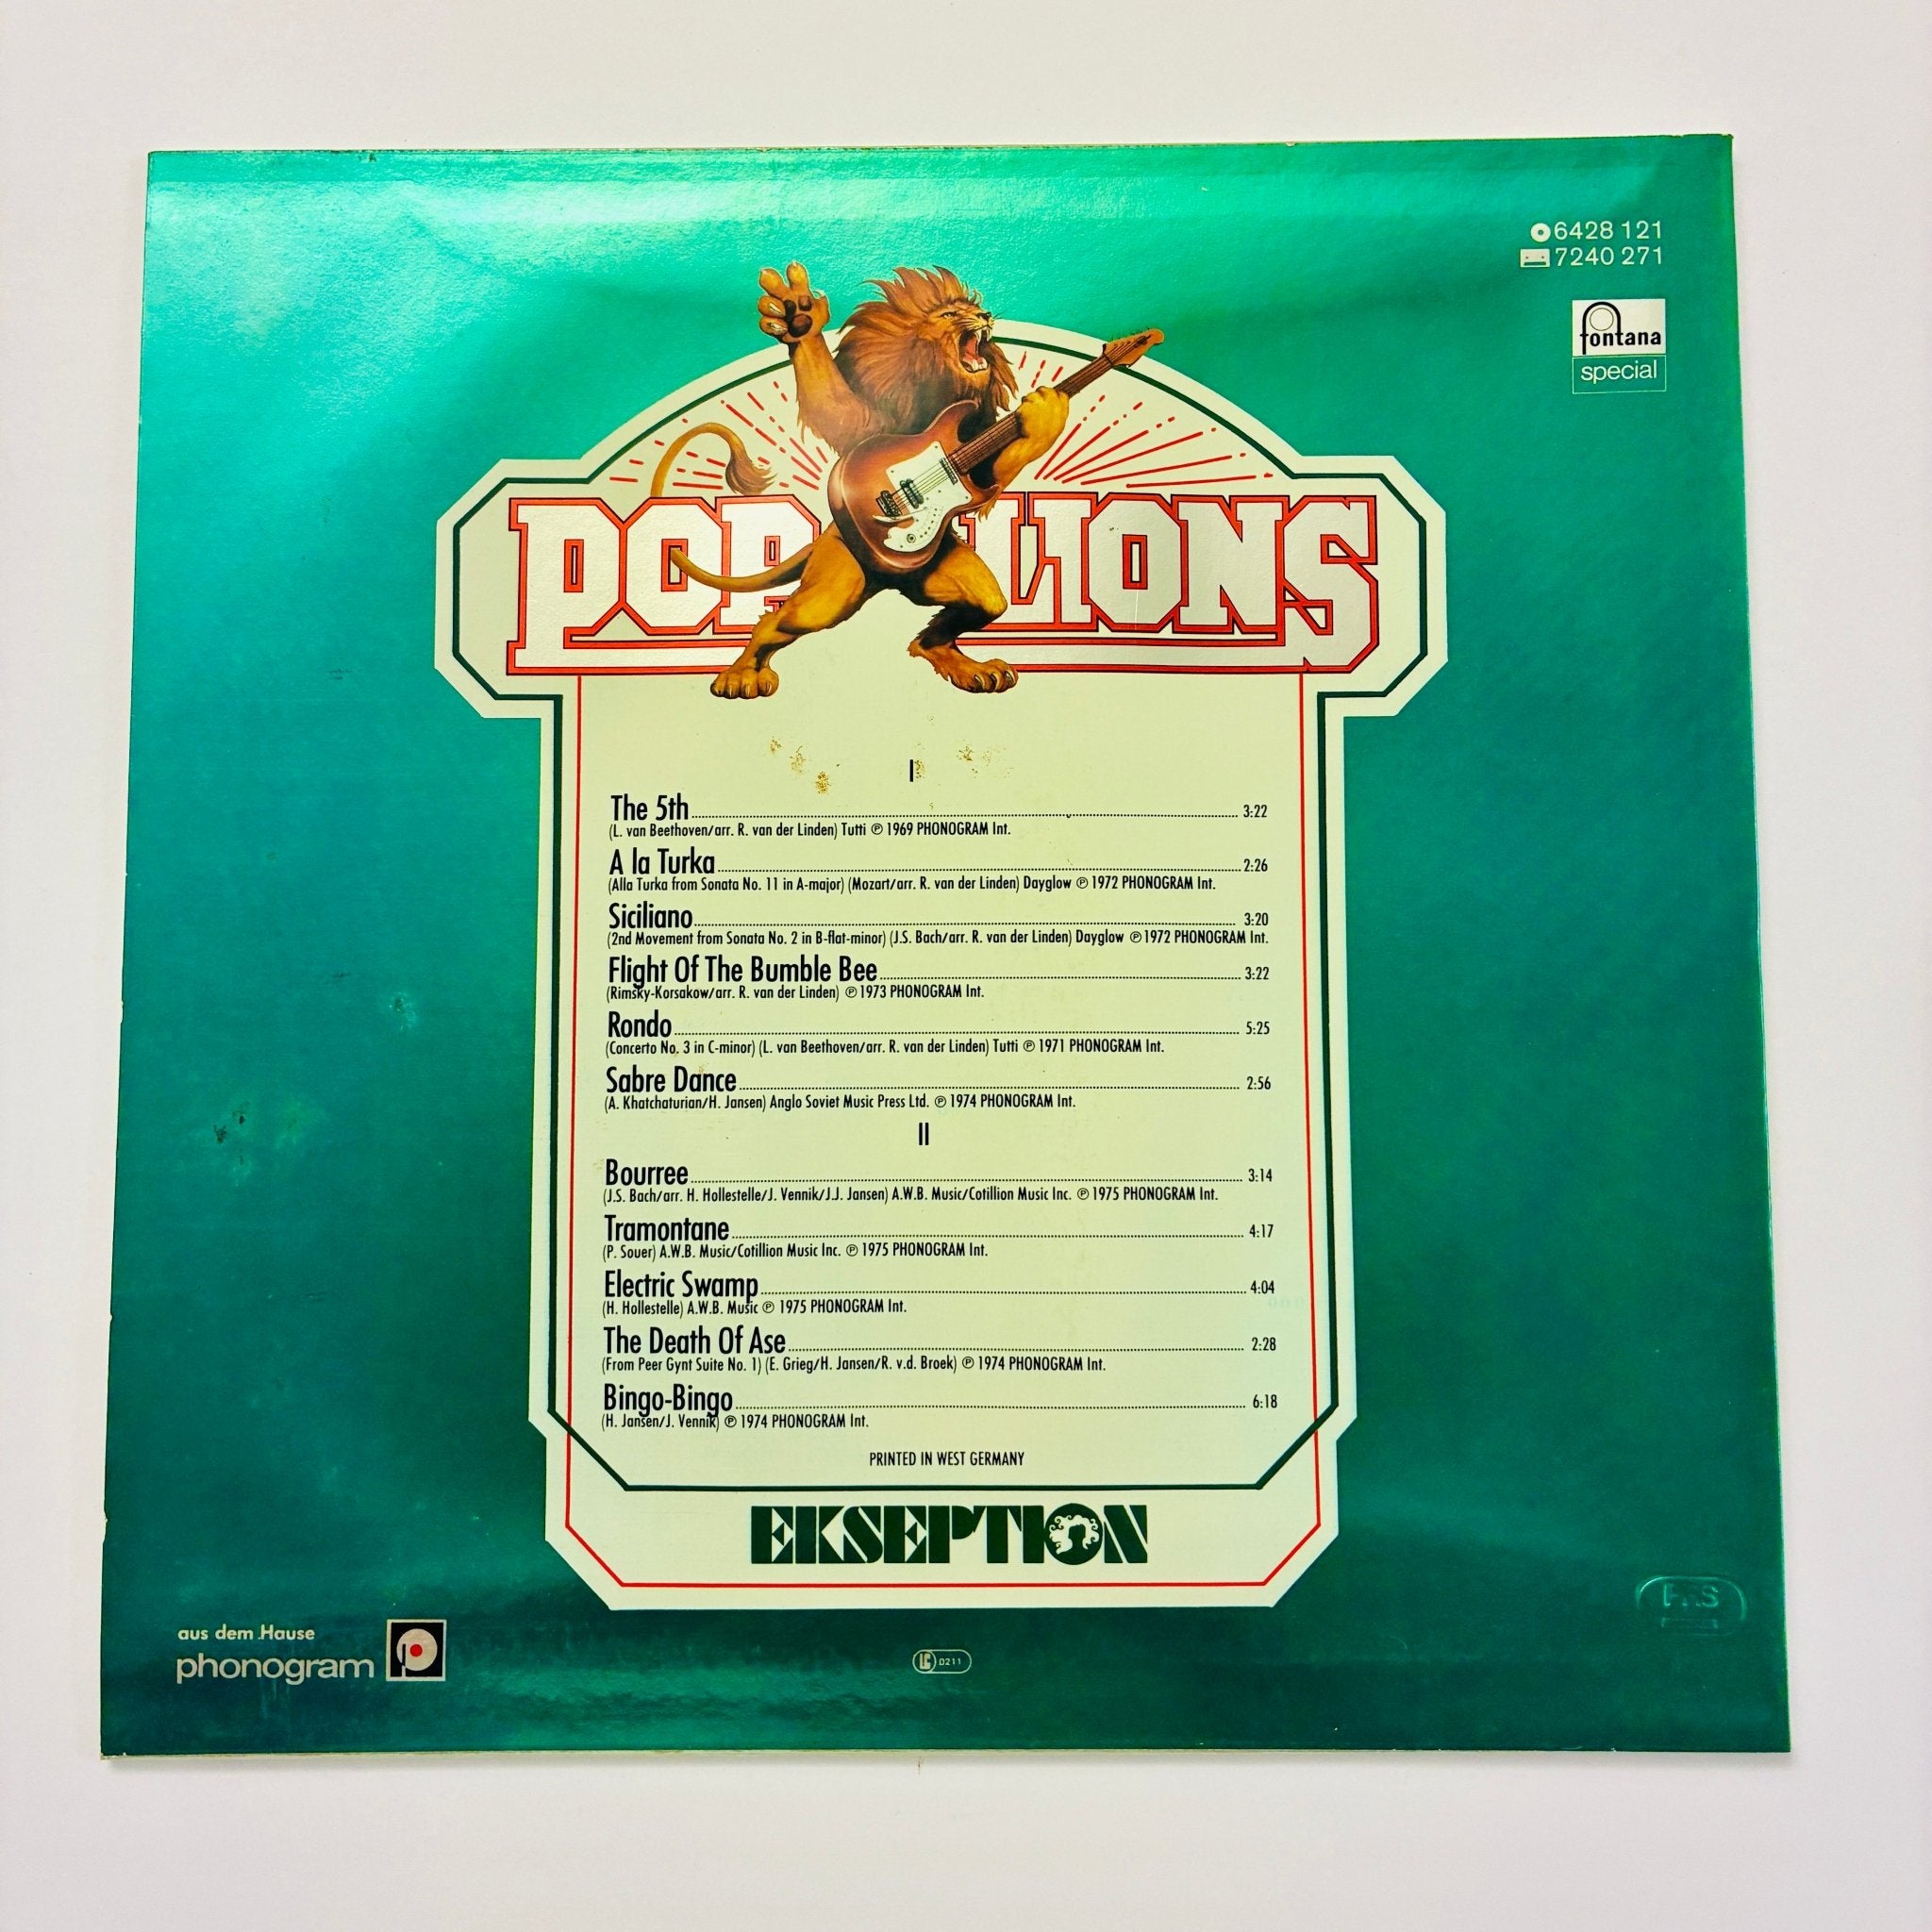 6428 121
7240 271
fontana
special
POP LIONS
I
The 5th 3:22
(L. van Beethoven/arr. R. van der Linden) Tutti ℗ 1969 PHONOGRAM Int.
A la Turka 2:26
(Alla Turka from Sonata No. 11 in A-major) (Mozart/arr. R. van der Linden) Dayglow ℗ 1972 PHONOGRAM Int.
Siciliano 3:20
(2nd Movement from Sonata No. 2 in B-flat-minor) (J.S. Bach/arr. R. van der Linden) Dayglow ℗ 1972 PHONOGRAM Int.
Flight Of The Bumble Bee 3:22
(Rimsky-Korsakow/arr. R. van der Linden) ℗ 1973 PHONOGRAM Int.
Rondo 5:25
(Concerto No. 3 in C-minor) (L. van Beethoven/arr. R. van der Linden) Tutti ℗ 1971 PHONOGRAM Int.
Sabre Dance 2:56
(A. Khatchaturian/H. Jansen) Anglo Soviet Music Press Ltd. ℗ 1974 PHONOGRAM Int.
II
Bourree 3:14
(J.S. Bach/arr. H. Hollestelle/J. Vennik/J.J. Jansen) A.W.B. Music/Cotillion Music Inc. ℗ 1975 PHONOGRAM Int.
Tramontane 4:17
(P. Souer) A.W.B. Music/Cotillion Music Inc. ℗ 1975 PHONOGRAM Int.
Electric Swamp 4:04
(H. Hollestelle) A.W.B. Music ℗ 1975 PHONOGRAM Int.
The Death Of Ase 2:28
(From Peer Gynt Suite No. 1) (E. Grieg/H. Jansen/R. v.d. Broek) ℗ 1974 PHONOGRAM Int.
Bingo-Bingo 6:18
(H. Jansen/J. Vennik) ℗ 1974 PHONOGRAM Int.
PRINTED IN WEST GERMANY
EKSEPTION
aus dem Hause
phonogram
LC 0211